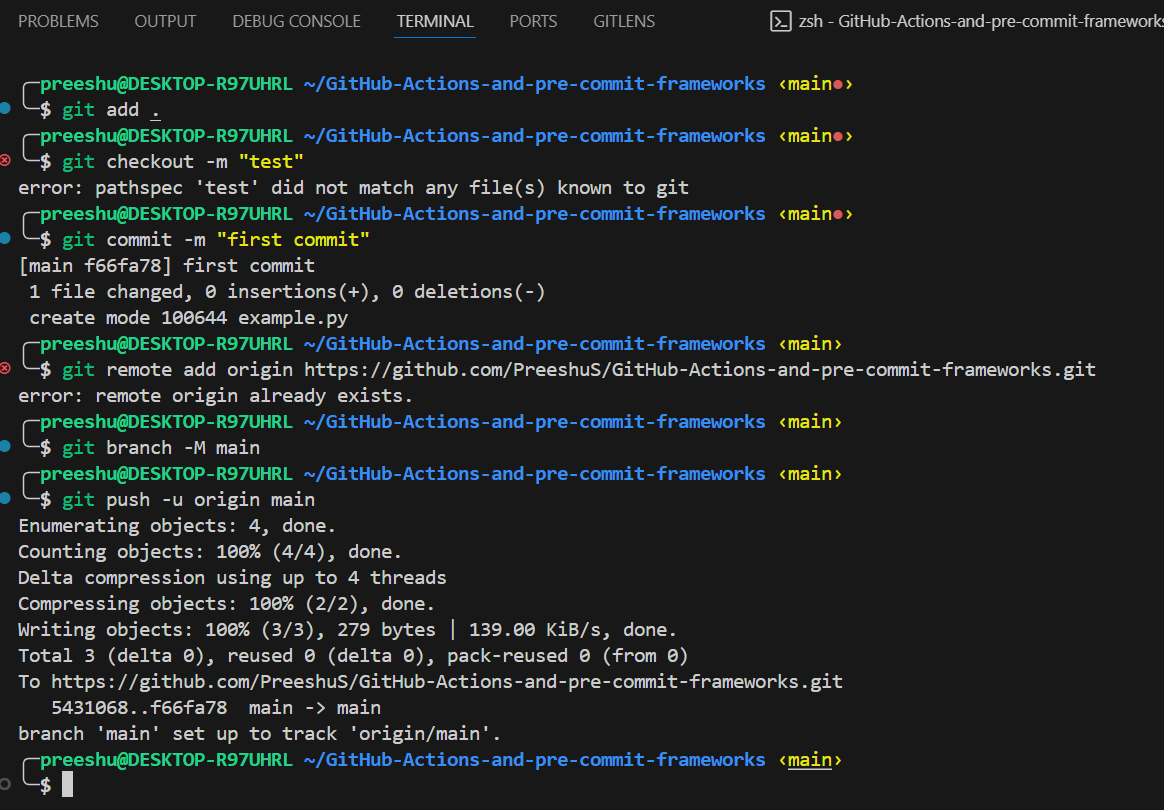 PROBLEMS OUTPUT DEBUG CONSOLE TERMINAL PORTS GITLENS zsh - GitHub-Actions-and-pre-commit-frameworks
preeshu@DESKTOP-R97UHRL ~/GitHub-Actions-and-pre-commit-frameworks ‹main●›
$ git add .
preeshu@DESKTOP-R97UHRL ~/GitHub-Actions-and-pre-commit-frameworks ‹main●›
$ git checkout -m "test"
error: pathspec 'test' did not match any file(s) known to git
preeshu@DESKTOP-R97UHRL ~/GitHub-Actions-and-pre-commit-frameworks ‹main●›
$ git commit -m "first commit"
[main f66fa78] first commit
 1 file changed, 0 insertions(+), 0 deletions(-)
 create mode 100644 example.py
preeshu@DESKTOP-R97UHRL ~/GitHub-Actions-and-pre-commit-frameworks ‹main›
$ git remote add origin https://github.com/PreeshuS/GitHub-Actions-and-pre-commit-frameworks.git
error: remote origin already exists.
preeshu@DESKTOP-R97UHRL ~/GitHub-Actions-and-pre-commit-frameworks ‹main›
$ git branch -M main
preeshu@DESKTOP-R97UHRL ~/GitHub-Actions-and-pre-commit-frameworks ‹main›
$ git push -u origin main
Enumerating objects: 4, done.
Counting objects: 100% (4/4), done.
Delta compression using up to 4 threads
Compressing objects: 100% (2/2), done.
Writing objects: 100% (3/3), 279 bytes | 139.00 KiB/s, done.
Total 3 (delta 0), reused 0 (delta 0), pack-reused 0 (from 0)
To https://github.com/PreeshuS/GitHub-Actions-and-pre-commit-frameworks.git
   5431068..f66fa78  main -> main
branch 'main' set up to track 'origin/main'.
preeshu@DESKTOP-R97UHRL ~/GitHub-Actions-and-pre-commit-frameworks ‹main›
$